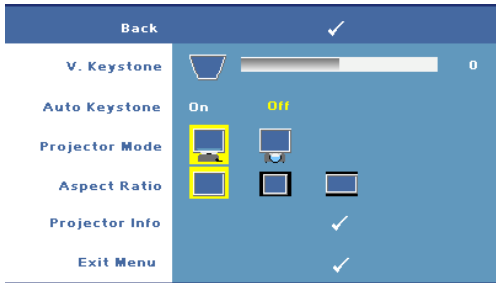 Back
V. Keystone 0
Auto Keystone On Off
Projector Mode
Aspect Ratio
Projector Info
Exit Menu